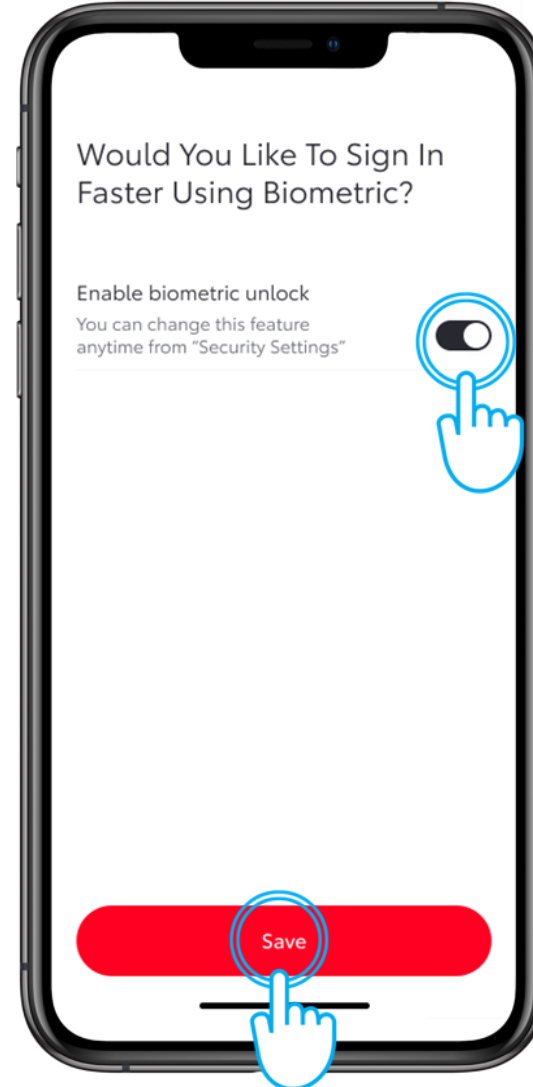 Would You Like To Sign In
Faster Using Biometric?
Enable biometric unlock
You can change this feature
anytime from “Security Settings”
Save